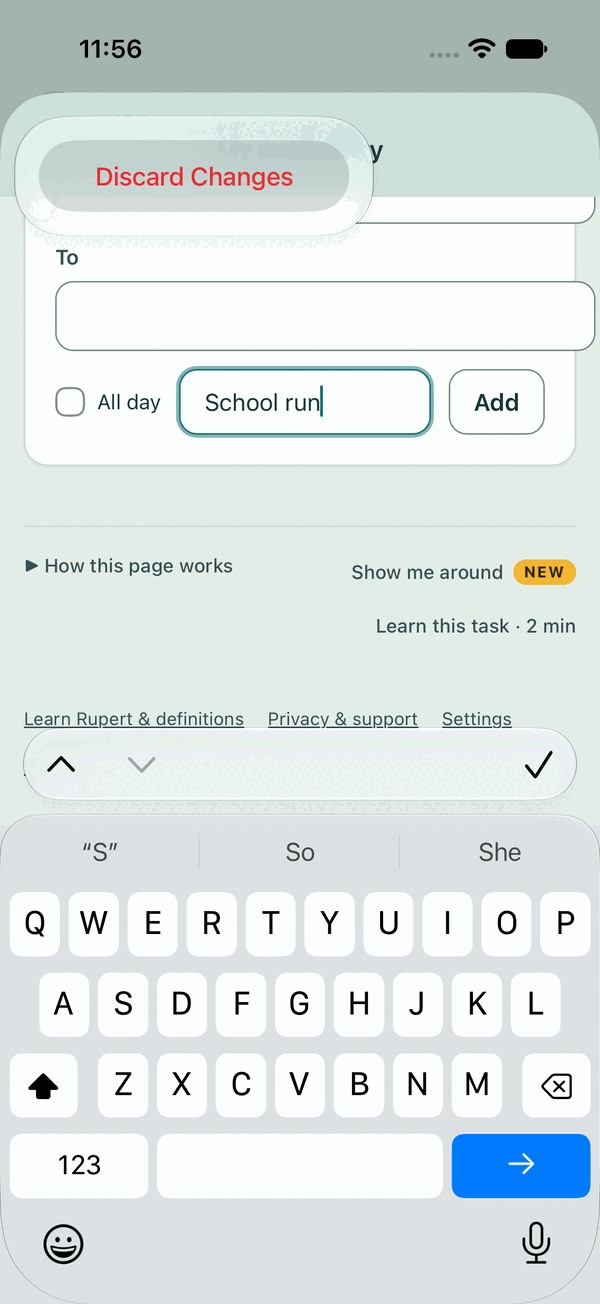 11:56
y
Discard Changes
To
All day
School run
Add
How this page works
Show me around NEW
Learn this task · 2 min
Learn Rupert & definitions Privacy & support Settings
“S” So She
Q W E R T Y U I O P
A S D F G H J K L
Z X C V B N M
123